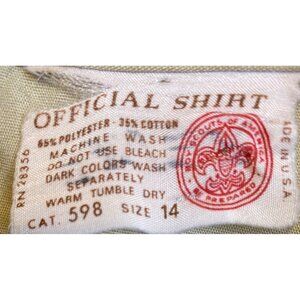 OFFICIAL SHIRT
65% POLYESTER - 35% COTTON
MACHINE WASH
DO NOT USE BLEACH
DARK COLORS WASH
SEPARATELY
WARM TUMBLE DRY
CAT. 598 SIZE 14
RN 28356
BOY SCOUTS OF AMERICA
BE PREPARED
MADE IN U.S.A.